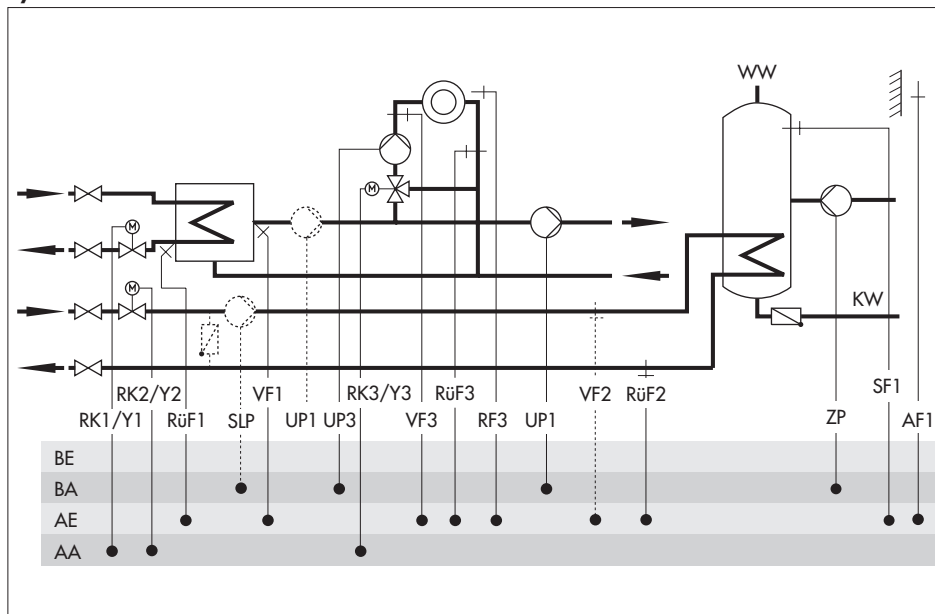 WW
M
M
M
KW
RK2/Y2 VF1 RK3/Y3 RüF3 VF2 RüF2 SF1
RK1/Y1 RüF1 SLP UP1 UP3 VF3 RF3 UP1 ZP AF1
BE
BA
AE
AA